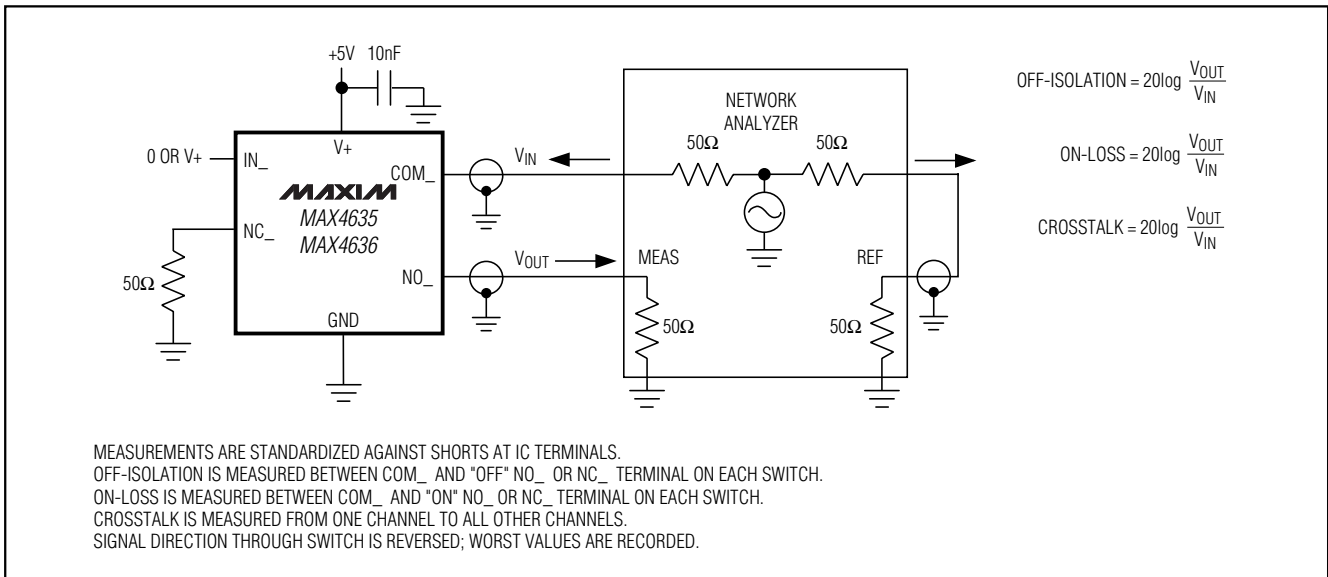 +5V 10nF
V+
0 OR V+ IN_
COM_
MAXIM
MAX4635
MAX4636
NC_
NO_
50Ω
GND
VIN
VOUT
NETWORK
ANALYZER
50Ω 50Ω
MEAS REF
50Ω 50Ω
OFF-ISOLATION = 20log VOUT
VIN
ON-LOSS = 20log VOUT
VIN
CROSSTALK = 20log VOUT
VIN
MEASUREMENTS ARE STANDARDIZED AGAINST SHORTS AT IC TERMINALS.
OFF-ISOLATION IS MEASURED BETWEEN COM_ AND "OFF" NO_ OR NC_ TERMINAL ON EACH SWITCH.
ON-LOSS IS MEASURED BETWEEN COM_ AND "ON" NO_ OR NC_ TERMINAL ON EACH SWITCH.
CROSSTALK IS MEASURED FROM ONE CHANNEL TO ALL OTHER CHANNELS.
SIGNAL DIRECTION THROUGH SWITCH IS REVERSED; WORST VALUES ARE RECORDED.